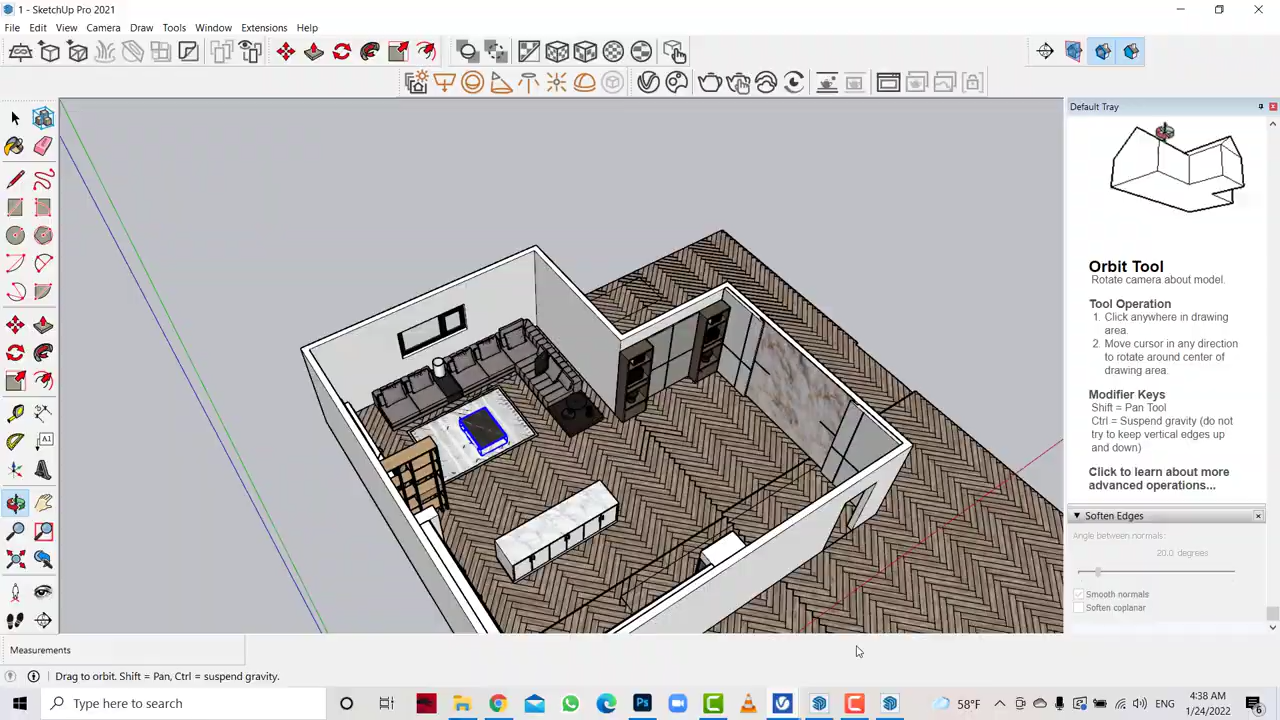 1 - SketchUp Pro 2021
File Edit View Camera Draw Tools Window Extensions Help
Default Tray
Orbit Tool
Rotate camera about model.
Tool Operation
1. Click anywhere in drawing
area.
2. Move cursor in any direction
to rotate around center of
drawing area.
Modifier Keys
Shift = Pan Tool
Ctrl = Suspend gravity (do not
try to keep vertical edges up
and down)
Click to learn about more
advanced operations...
Soften Edges
Angle between normals:
20.0 degrees
Smooth normals
Soften coplanar
Measurements
Drag to orbit. Shift = Pan, Ctrl = suspend gravity.
Type here to search
Ps
58°F
4:38 AM
1/24/2022
6